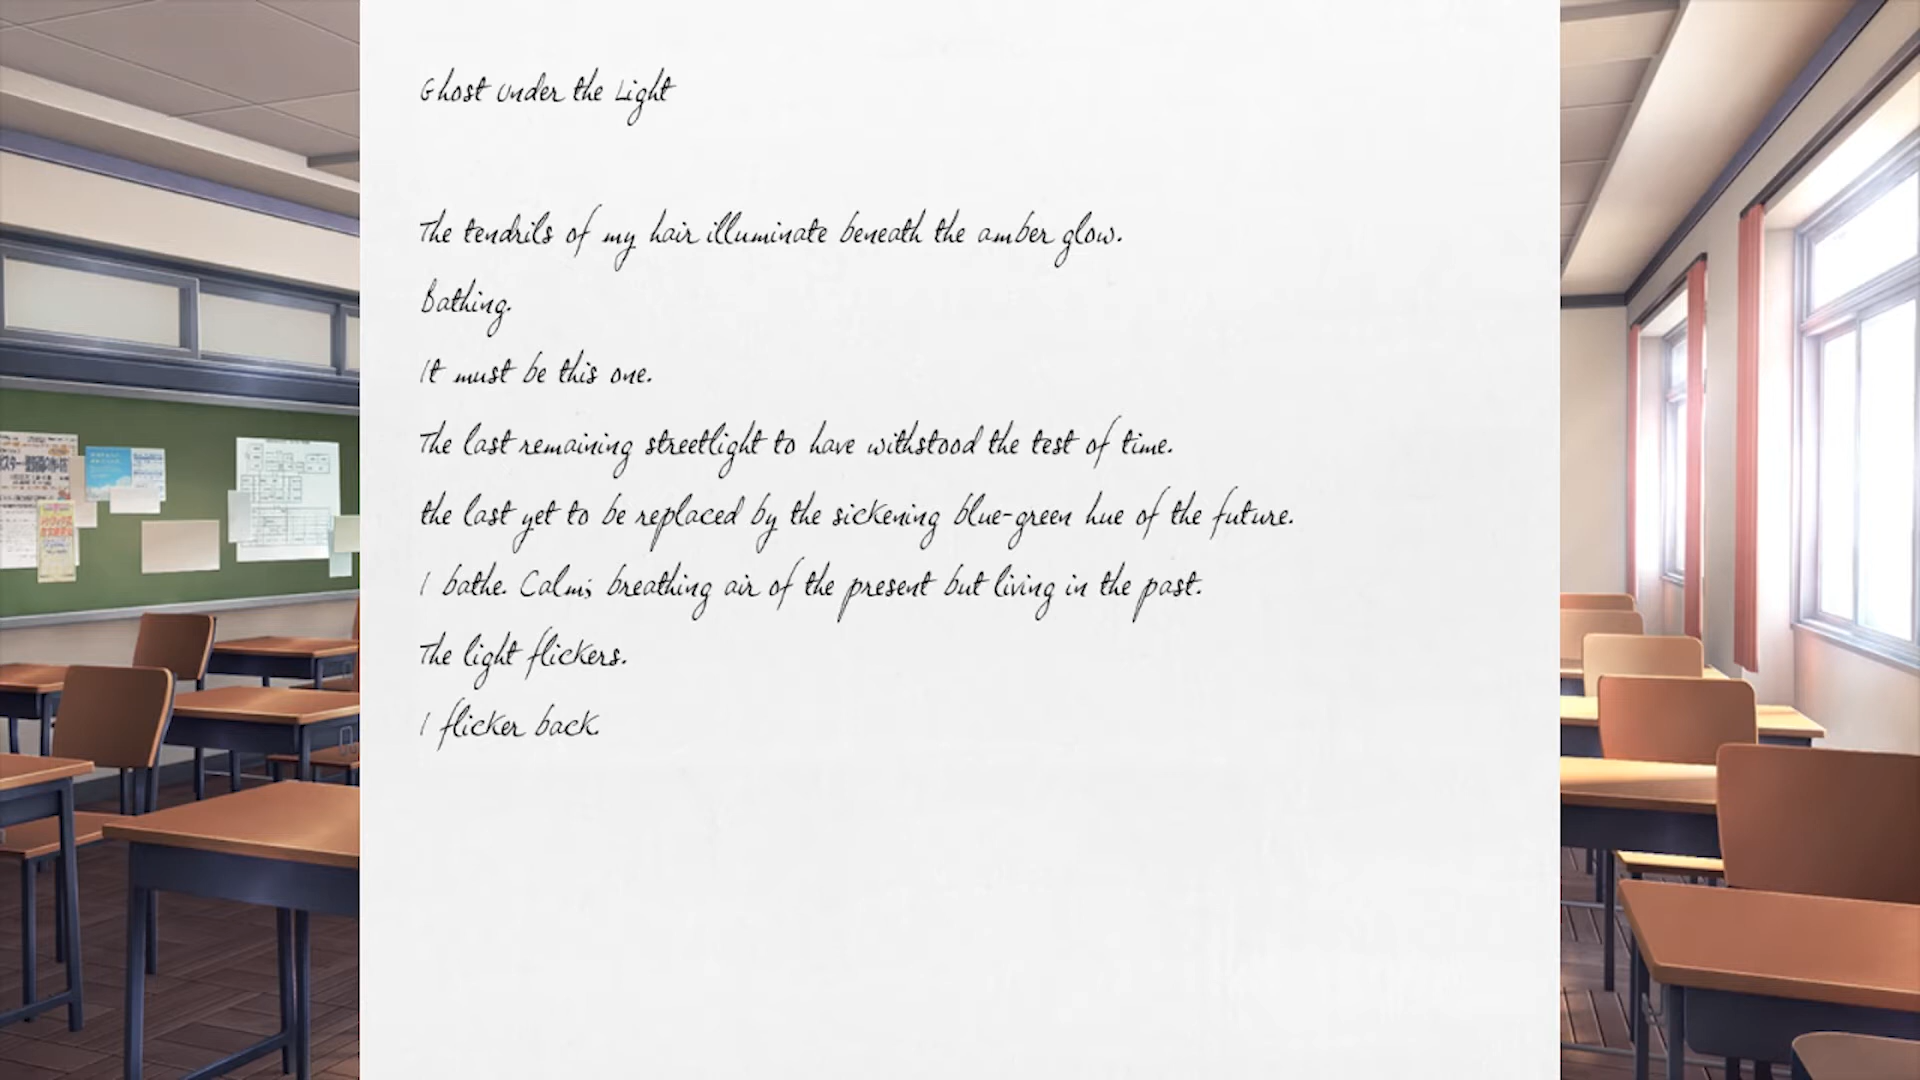 Ghost Under the Light
The tendrils of my hair illuminate beneath the amber glow.
Bathing.
It must be this one.
The last remaining streetlight to have withstood the test of time.
the last yet to be replaced by the sickening blue-green hue of the future.
I bathe. Calm; breathing air of the present but living in the past.
The light flickers.
I flicker back.